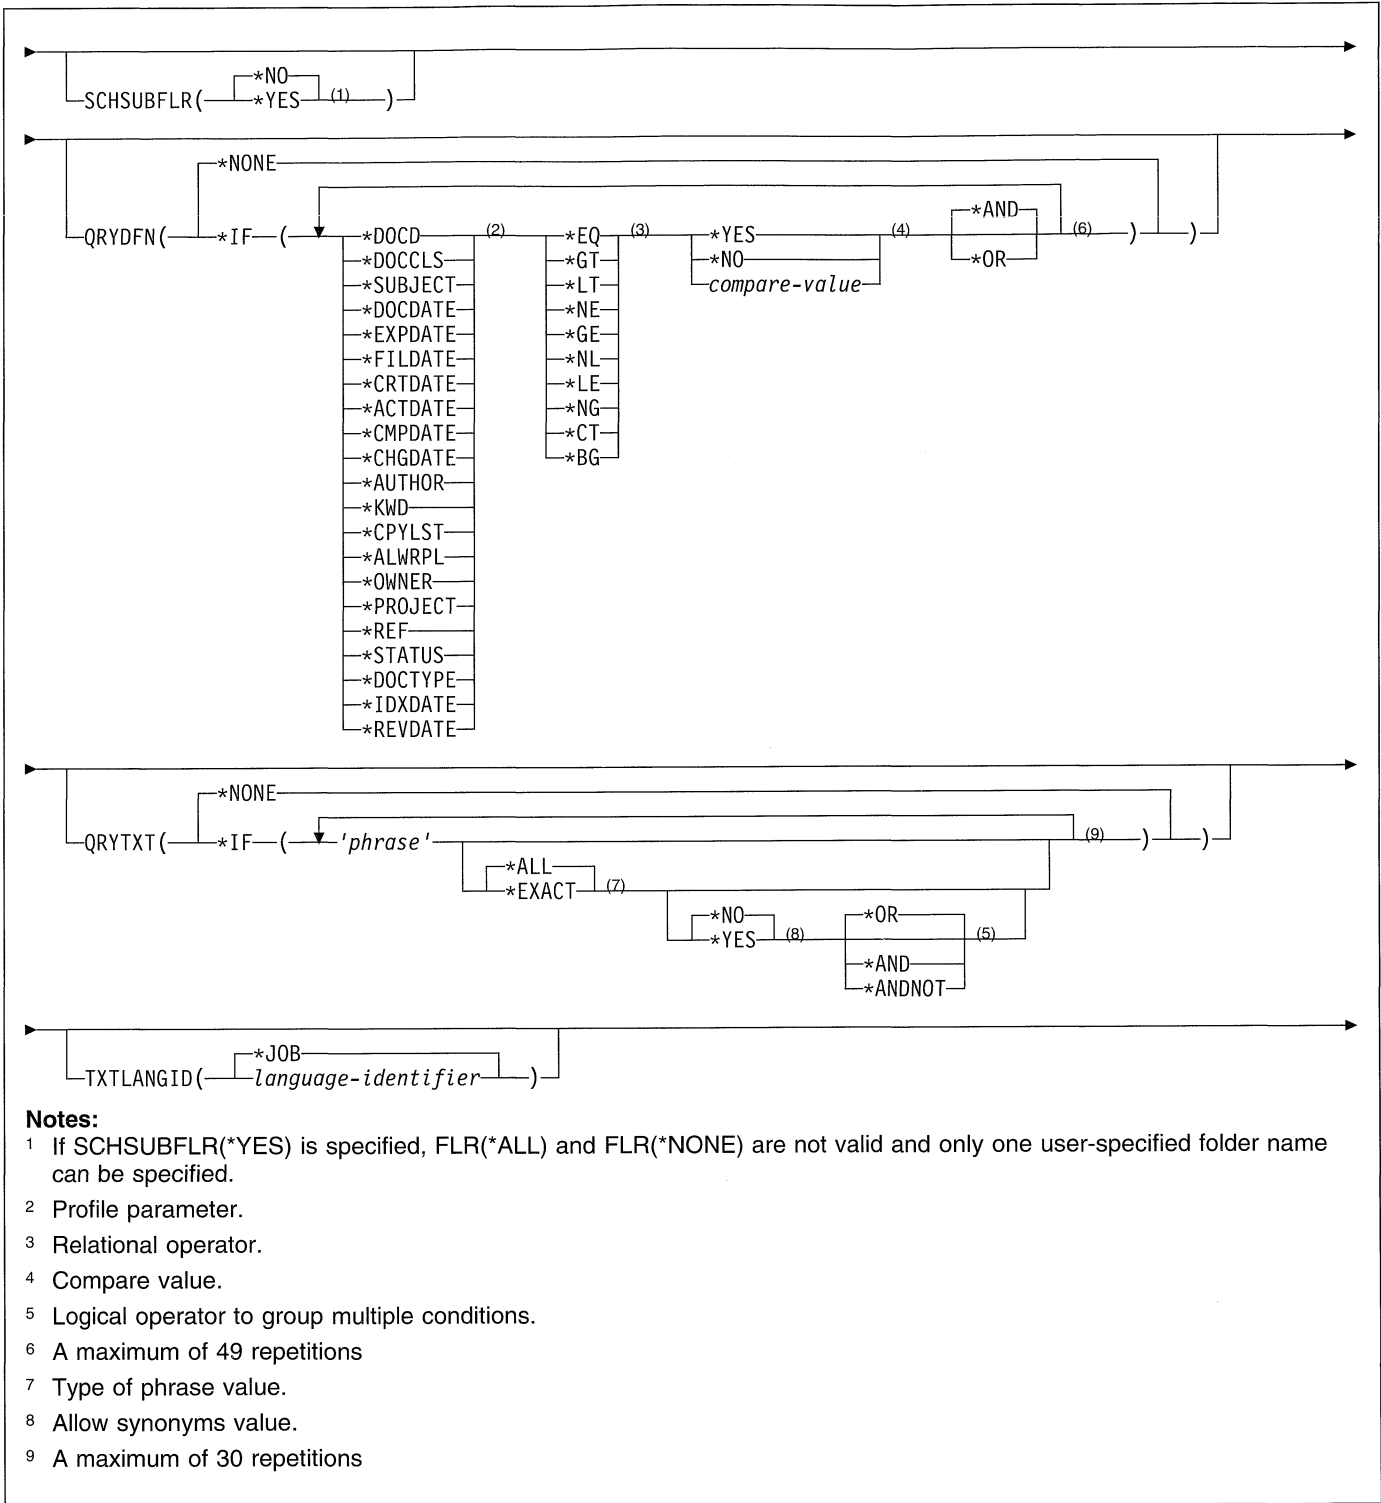 *NO
SCHSUBFLR( *YES (1) )
*NONE
*AND
QRYDFN( *IF ( *DOCD (2) *EQ (3) *YES (4) (6) ) )
*DOCCLS *GT *NO *OR
*SUBJECT *LT compare-value
*DOCDATE *NE
*EXPDATE *GE
*FILDATE *NL
*CRTDATE *LE
*ACTDATE *NG
*CMPDATE *CT
*CHGDATE *BG
*AUTHOR
*KWD
*CPYLST
*ALWRPL
*OWNER
*PROJECT
*REF
*STATUS
*DOCTYPE
*IDXDATE
*REVDATE
*NONE
QRYTXT( *IF ( 'phrase' (9) ) )
*ALL
*EXACT (7)
*NO *OR
*YES (8) (5)
*AND
*ANDNOT
*JOB
TXTLANGID( language-identifier )
Notes:
1 If SCHSUBFLR(*YES) is specified, FLR(*ALL) and FLR(*NONE) are not valid and only one user-specified folder name
can be specified.
2 Profile parameter.
3 Relational operator.
4 Compare value.
5 Logical operator to group multiple conditions.
6 A maximum of 49 repetitions
7 Type of phrase value.
8 Allow synonyms value.
9 A maximum of 30 repetitions